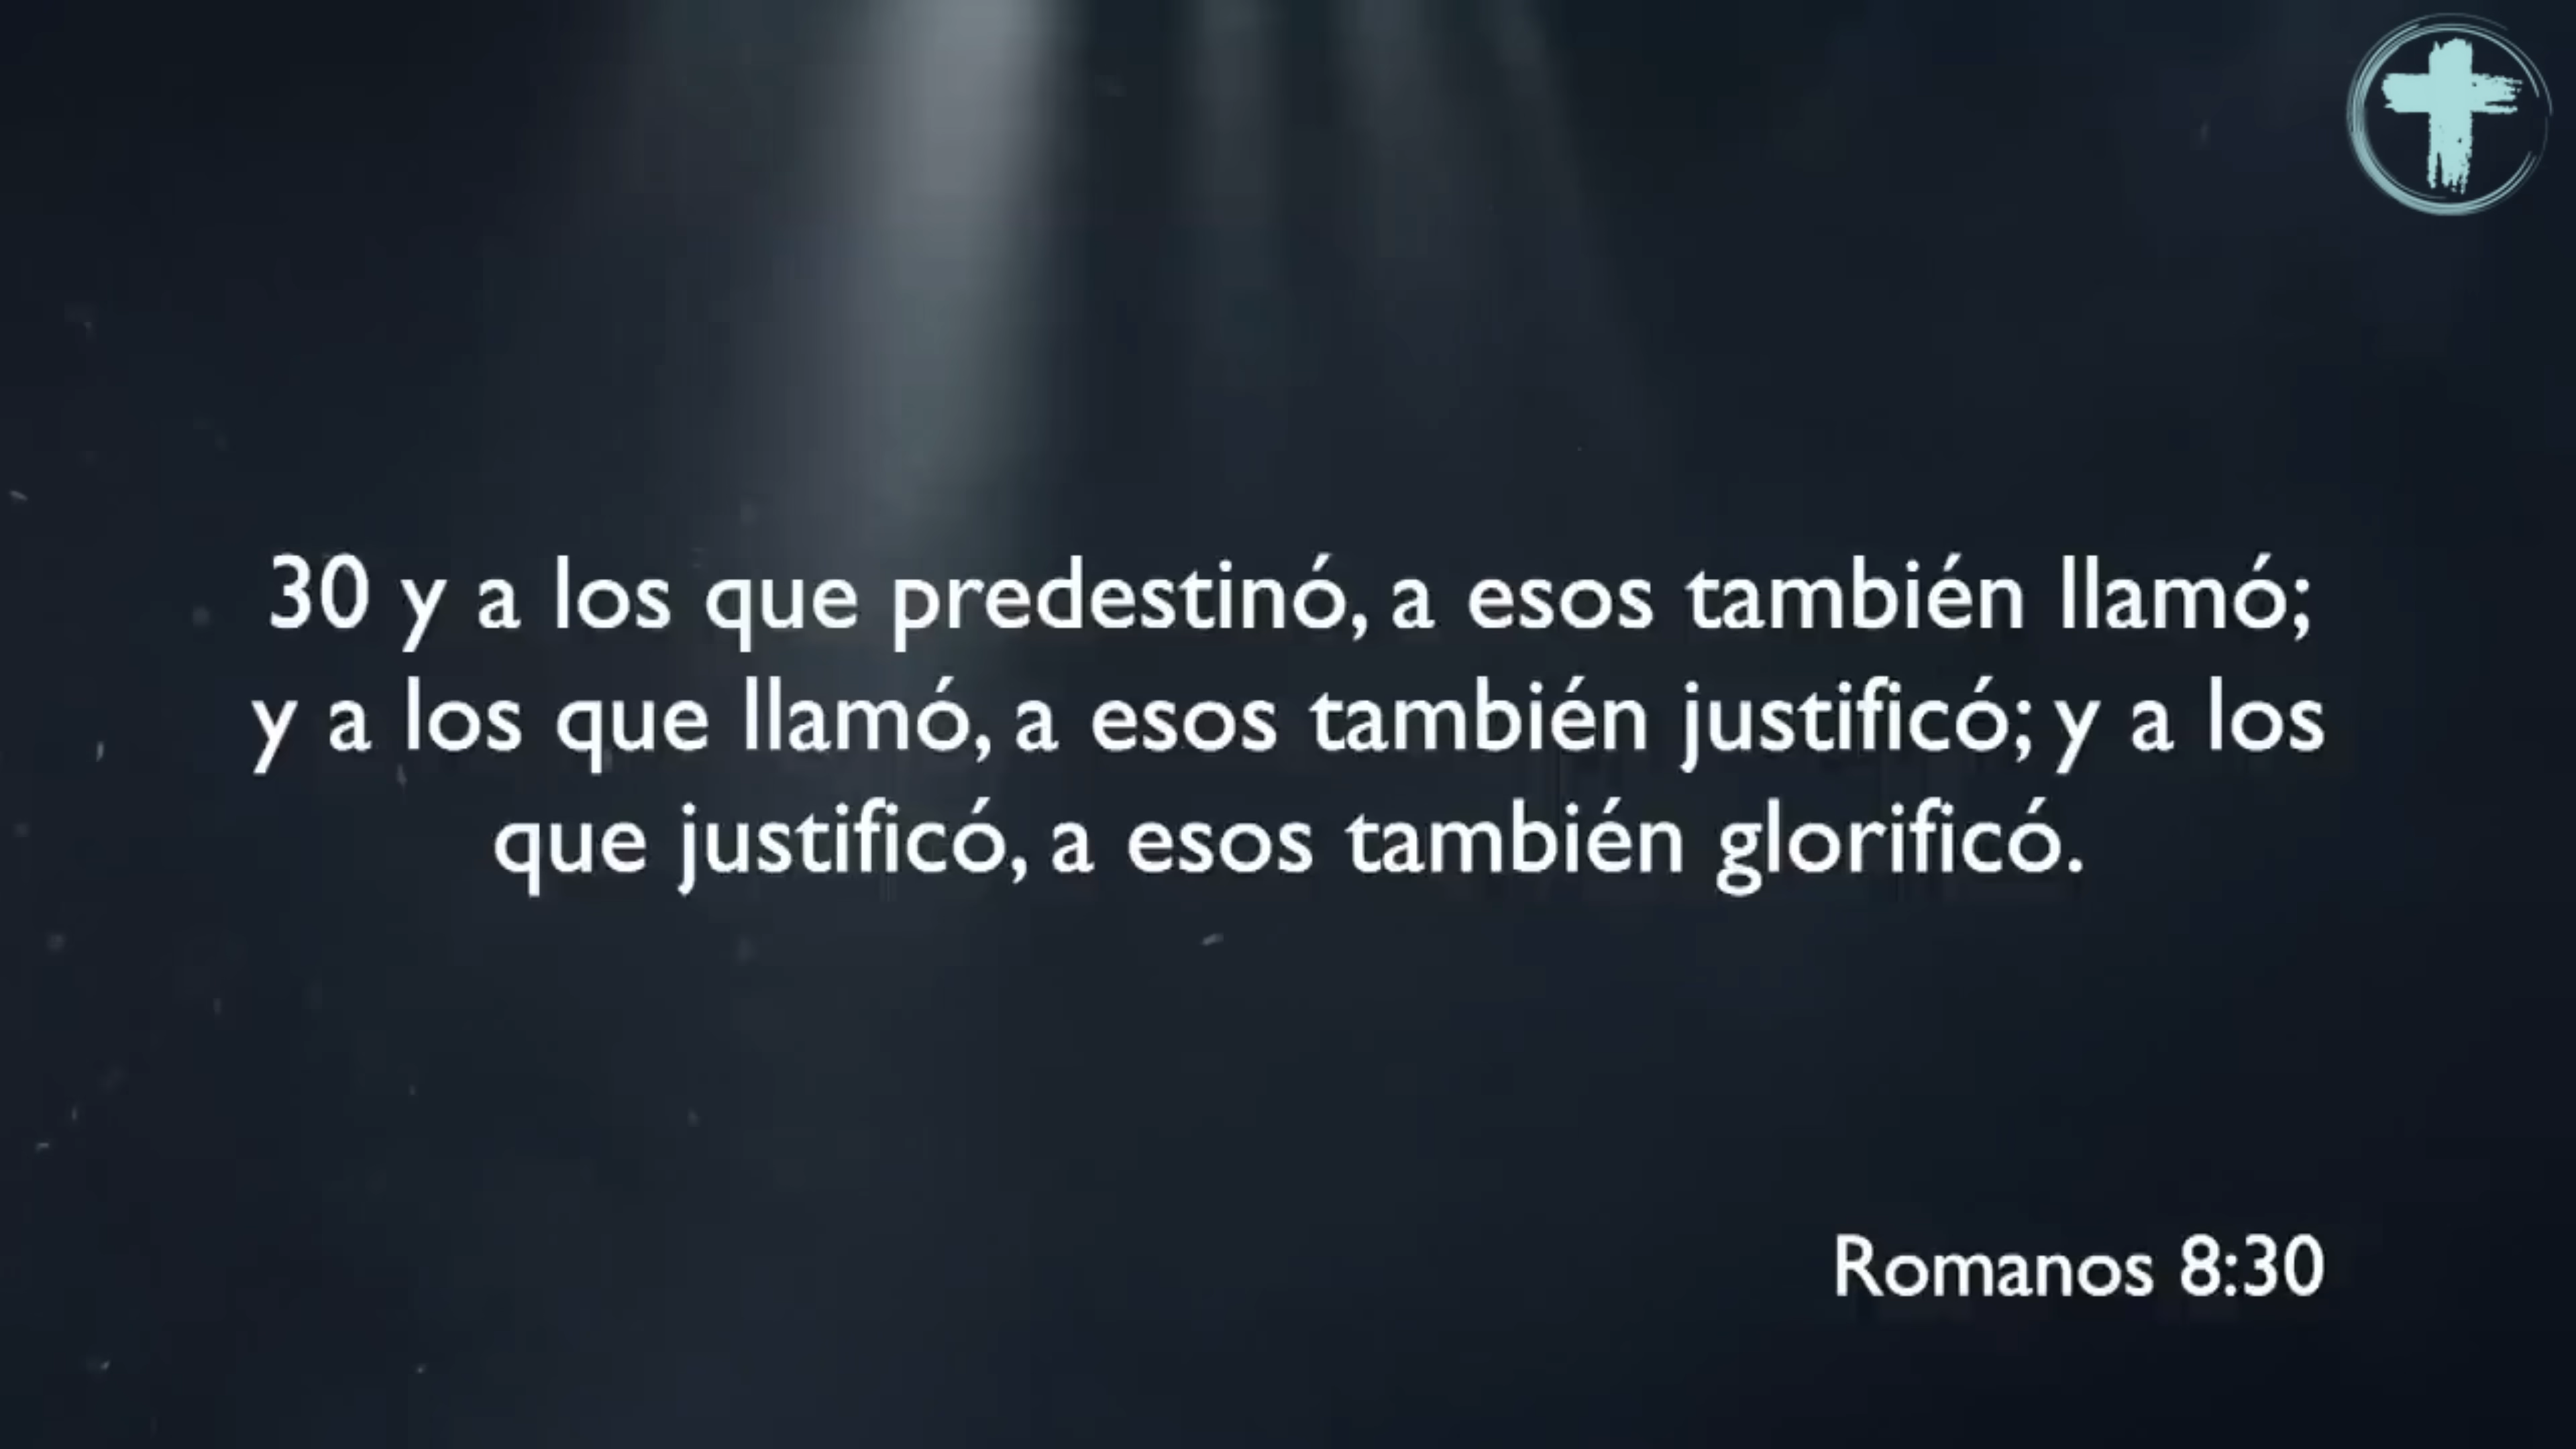 30 y a los que predestinó, a esos también llamó;
y a los que llamó, a esos también justificó; y a los
que justificó, a esos también glorificó.
Romanos 8:30